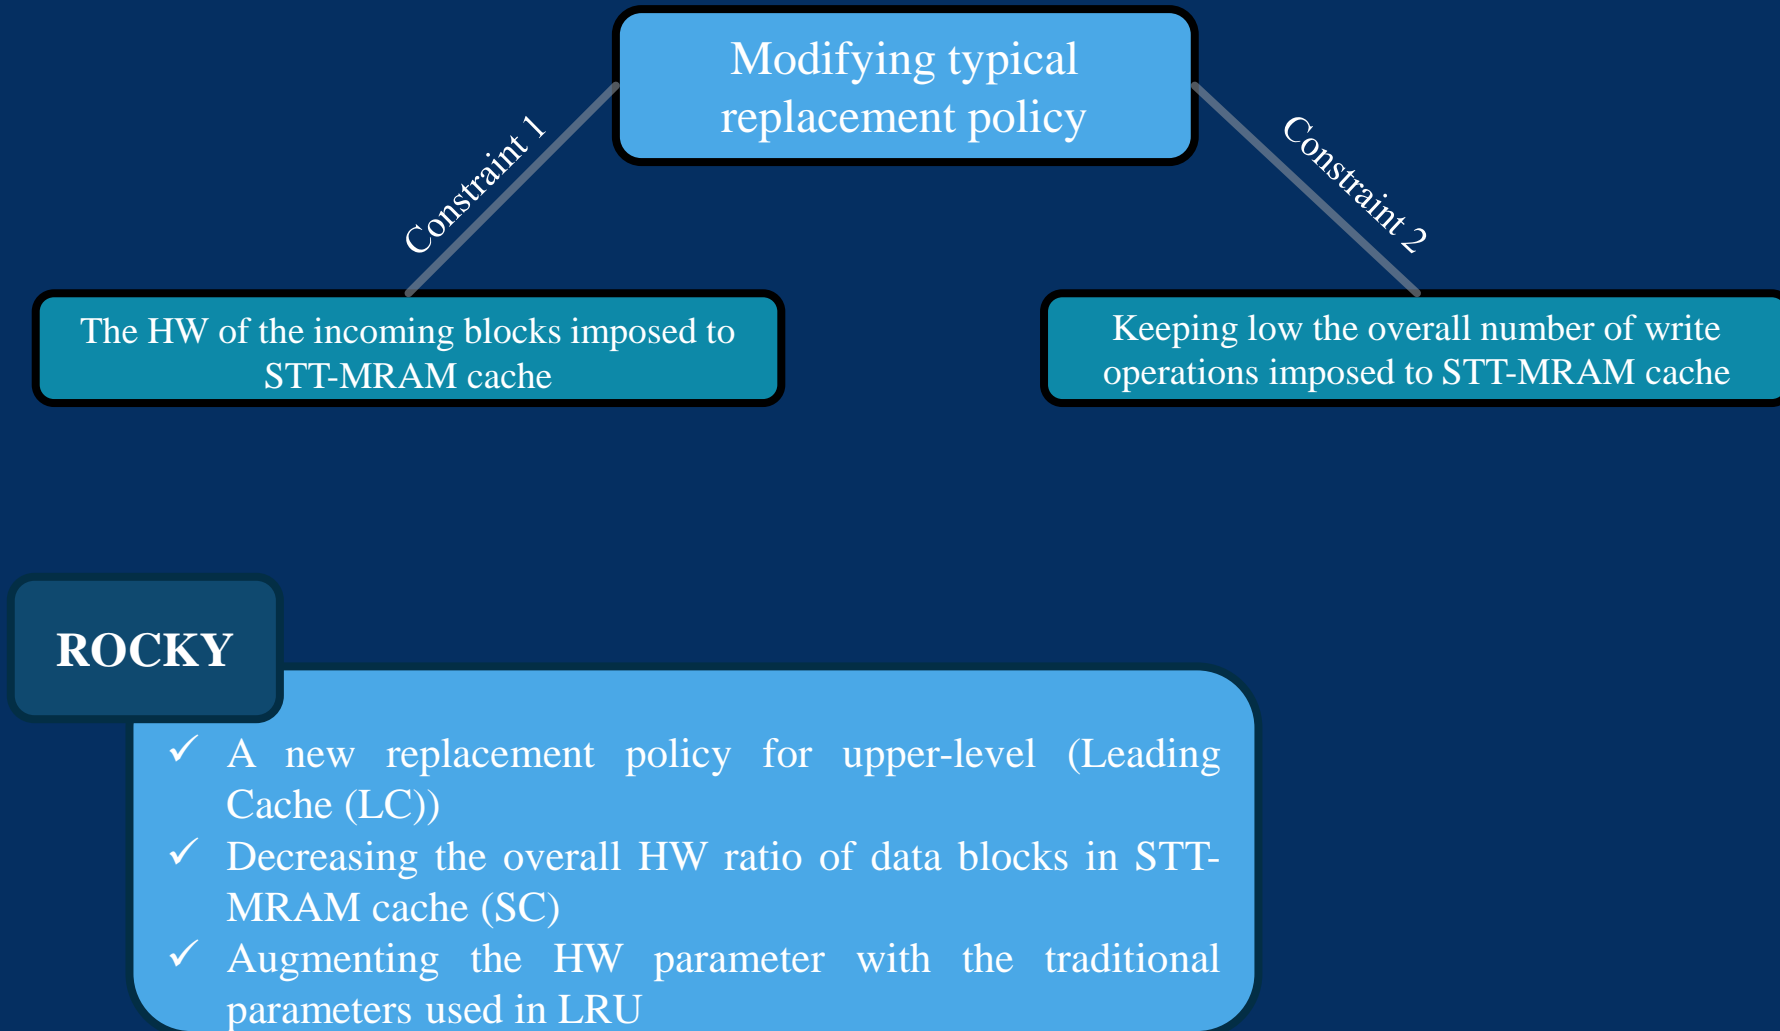 Modifying typical
replacement policy
Constraint 1
Constraint 2
The HW of the incoming blocks imposed to
STT-MRAM cache
Keeping low the overall number of write
operations imposed to STT-MRAM cache
ROCKY
✓ A new replacement policy for upper-level (Leading
Cache (LC))
✓ Decreasing the overall HW ratio of data blocks in STT-
MRAM cache (SC)
✓ Augmenting the HW parameter with the traditional
parameters used in LRU